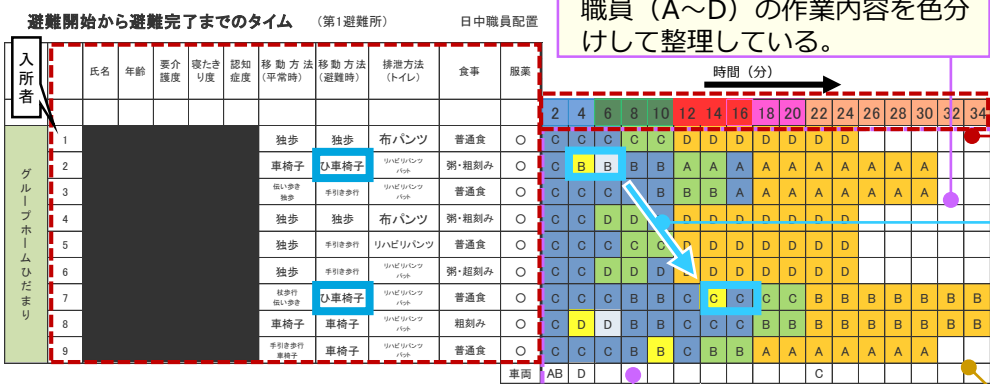 職員（A～D）の作業内容を色分
けして整理している。
避難開始から避難完了までのタイム （第1避難所） 日中職員配置
時間（分）
入所者 氏名 年齢 要介護度 寝たきり度 認知症度 移動方法（平常時） 移動方法（避難時） 排泄方法（トイレ） 食事 服薬
2 4 6 8 10 12 14 16 18 20 22 24 26 28 30 32 34
グループホームひだまり
1 独歩 独歩 布パンツ 普通食 ○ C C C C C D D D D D D D
2 車椅子 ひ車椅子 リハビリパンツ パット 粥・粗刻み ○ C B B B B A A A A A A A A A A
3 伝い歩き 独歩 手引き歩行 リハビリパンツ パット 普通食 ○ C C C B B B B A A A A A A A A
4 独歩 独歩 布パンツ 粥・粗刻み ○ C C D D D D D D D D D
5 独歩 手引き歩行 リハビリパンツ 普通食 ○ C C C C C D D D D D D D
6 独歩 手引き歩行 リハビリパンツ パット 粥・超刻み ○ C C D D D D D D D D D D
7 杖歩行 伝い歩き ひ車椅子 リハビリパンツ パット 普通食 ○ C C C B B C C C C C B B B B B B B
8 車椅子 車椅子 リハビリパンツ パット 粗刻み ○ C D D B B C C C B B B B B B B B B
9 手引き歩行 車椅子 車椅子 リハビリパンツ パット 普通食 ○ C C C B B C B B A A A A A A A
車両 AB D C